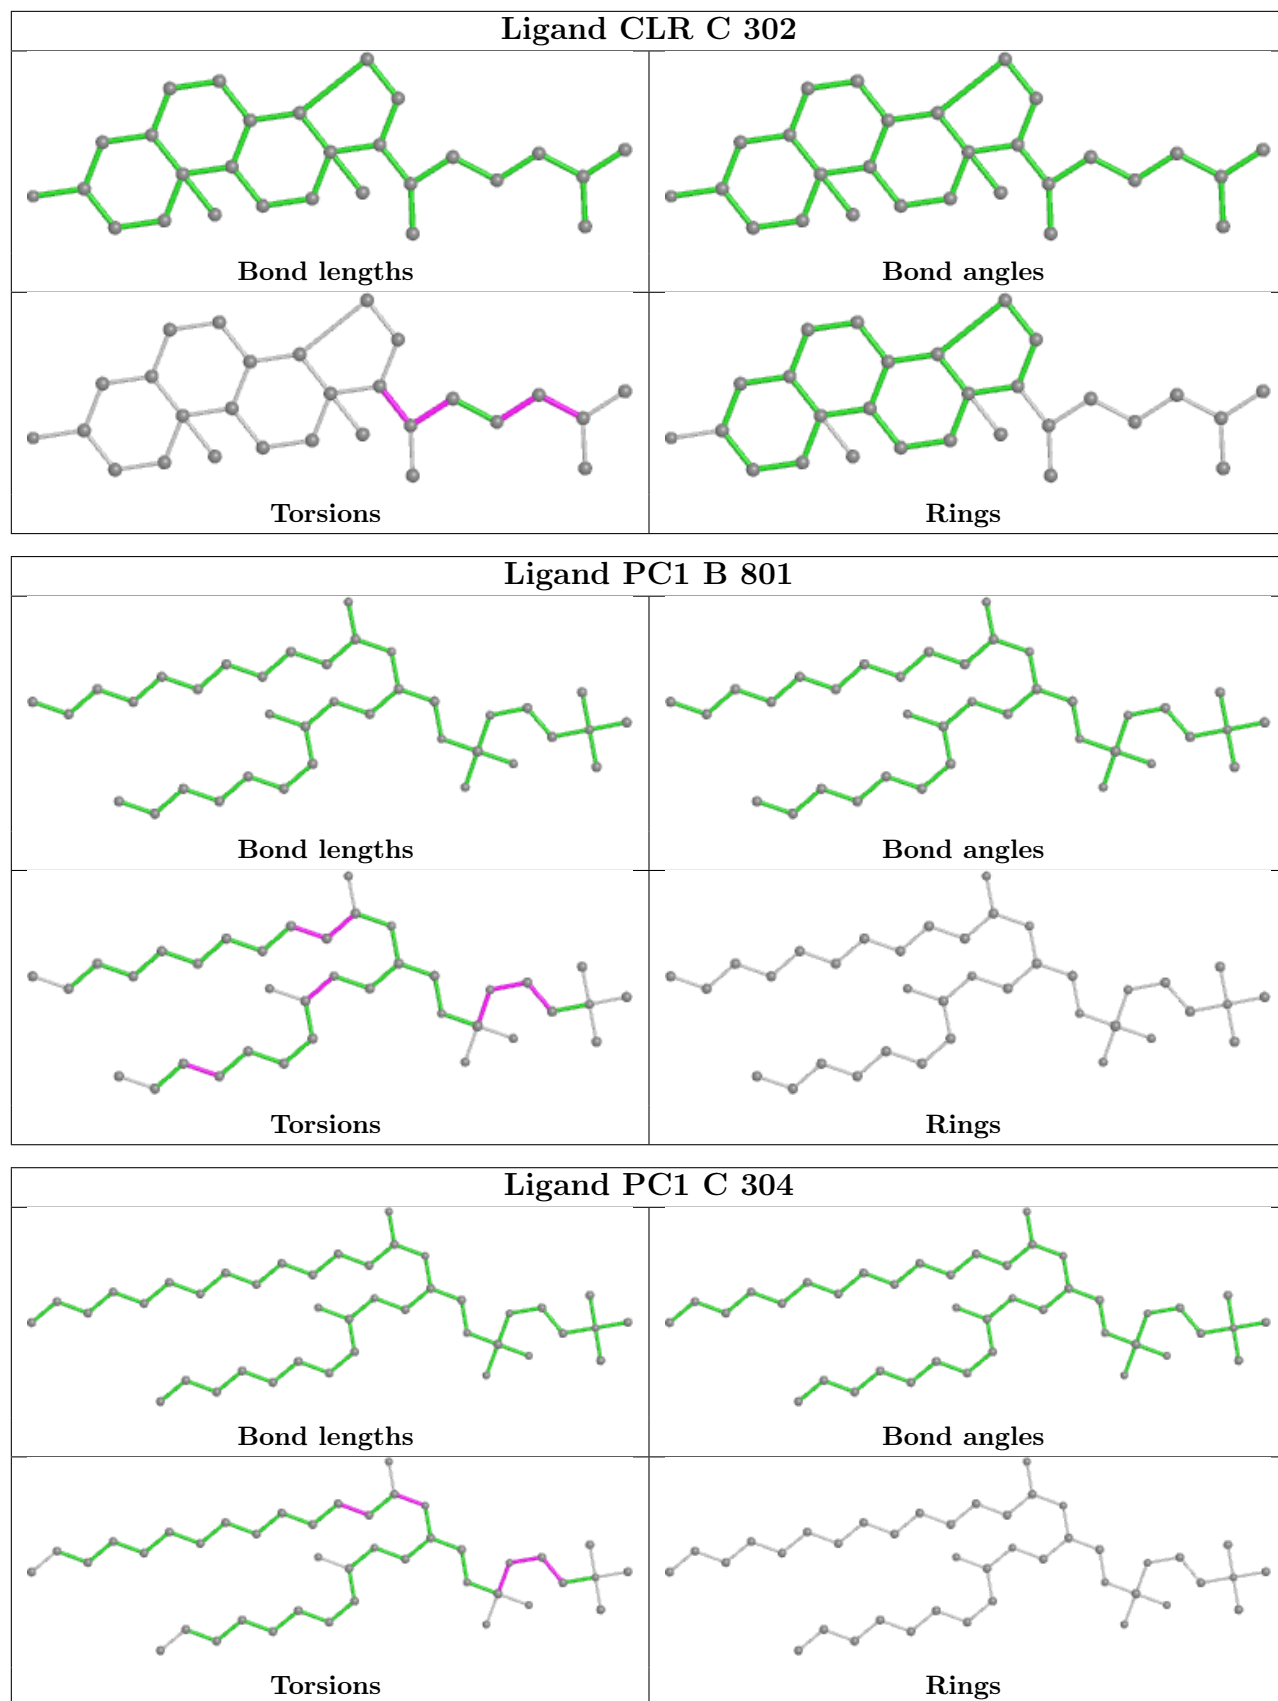 Ligand CLR C 302
Bond lengths
Bond angles
Torsions
Rings
Ligand PC1 B 801
Bond lengths
Bond angles
Torsions
Rings
Ligand PC1 C 304
Bond lengths
Bond angles
Torsions
Rings